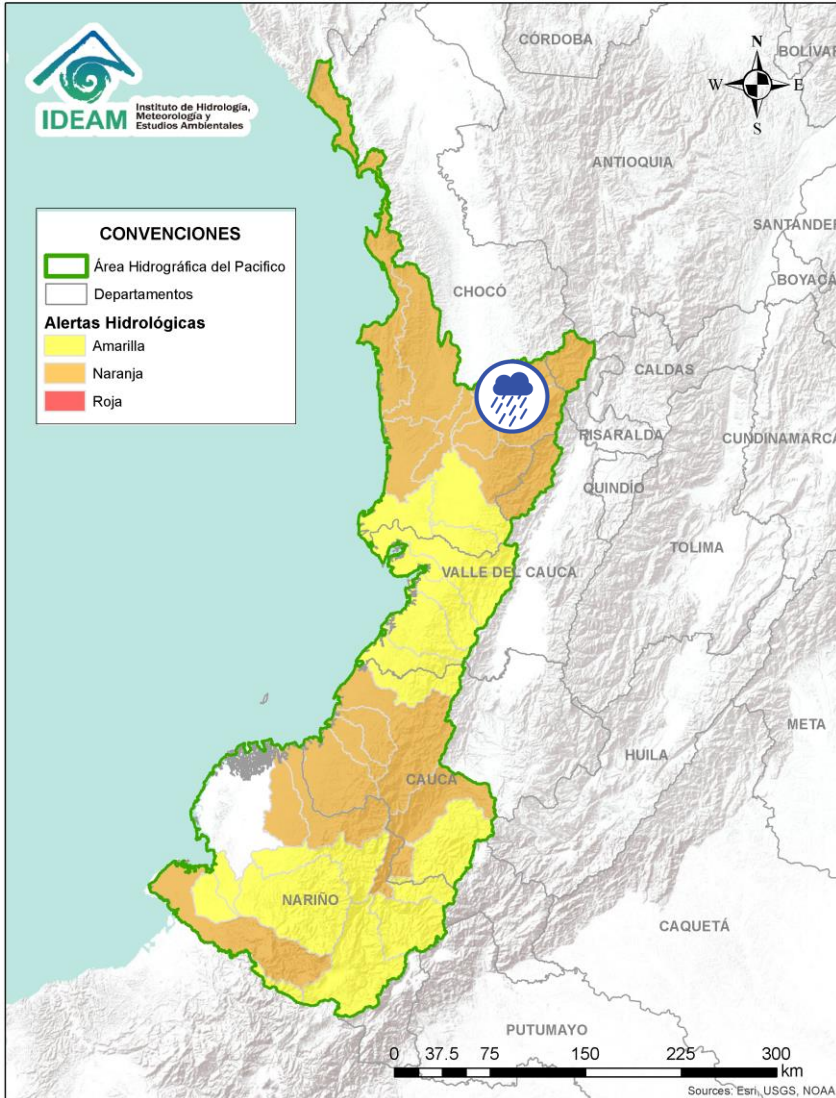 CÓRDOBA
BOLÍVAR
N
W E
S
IDEAM Instituto de Hidrología,
Meteorología y
Estudios Ambientales
ANTIOQUIA
SANTANDER
CONVENCIONES
Área Hidrográfica del Pacifico
Departamentos
Alertas Hidrológicas
Amarilla
Naranja
Roja
BOYACÁ
CHOCÓ
CALDAS
RISARALDA
CUNDINAMARCA
QUINDÍO
TOLIMA
VALLE DEL CAUCA
META
HUILA
CAUCA
NARIÑO
CAQUETÁ
PUTUMAYO
0 37.5 75 150 225 300
km
Sources: Esri, USGS, NOAA